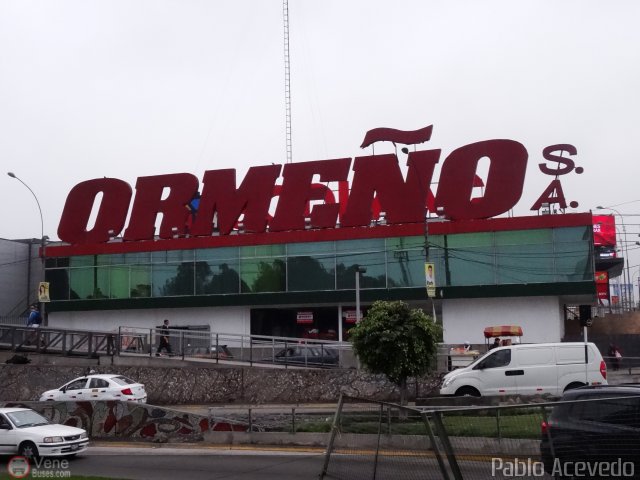 ORMEÑO S.A.
Vene
Buses.com
Pablo Acevedo